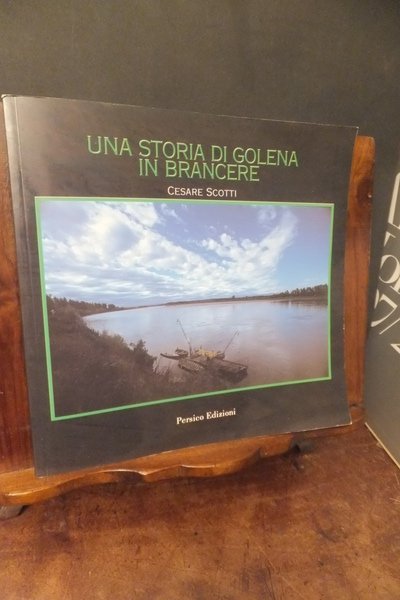 UNA STORIA DI GOLENA
IN BRANCERE
CESARE SCOTTI
Persico Edizioni